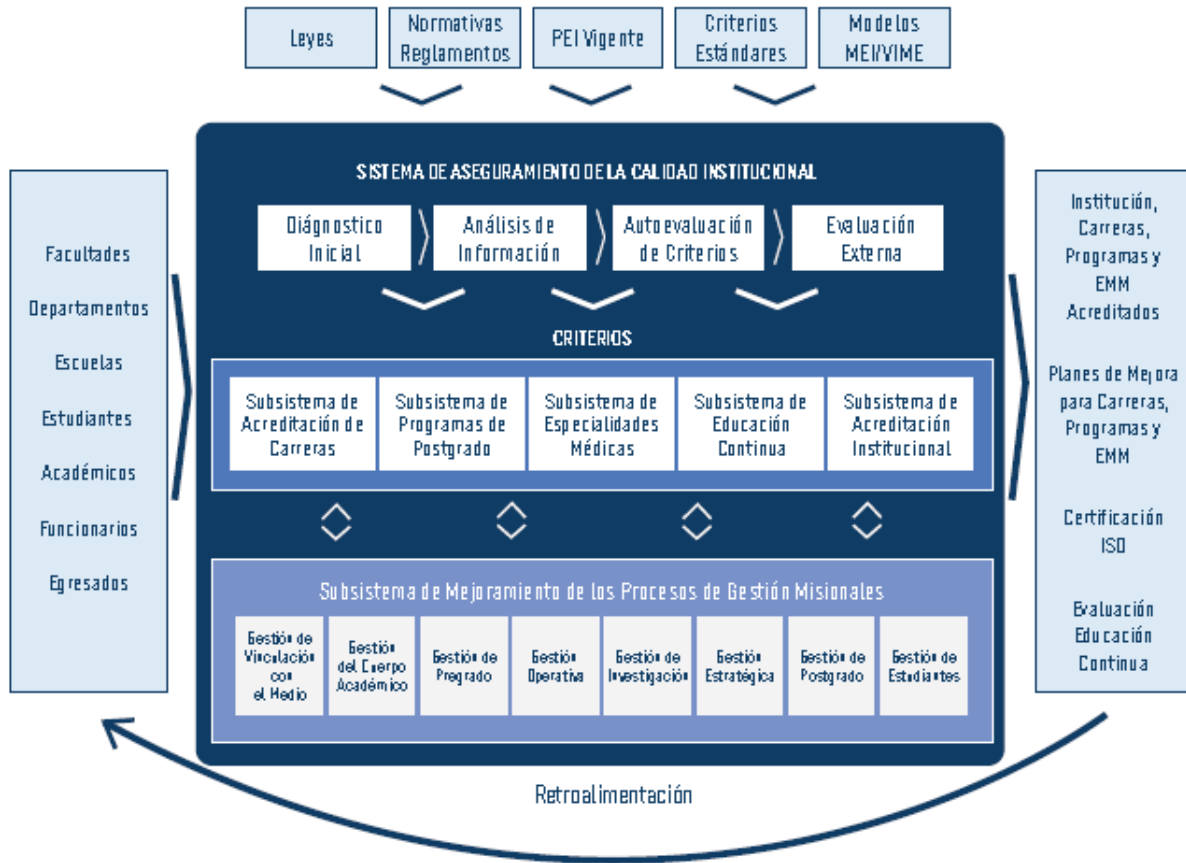 Leyes
Normativas
Reglamentos
PEI Vigente
Criterios
Estándares
Modelos
MEI/VIME
Facultades
Departamentos
Escuelas
Estudiantes
Académicos
Funcionarios
Egresados
SISTEMA DE ASEGURAMIENTO DE LA CALIDAD INSTITUCIONAL
Diágnostico
Inicial
Análisis de
Información
Autoevaluación
de Criterios
Evaluación
Externa
CRITERIOS
Subsistema de
Acreditación de
Carreras
Subsistema de
Programas de
Postgrado
Subsistema de
Especialidades
Médicas
Subsistema de
Educación
Continua
Subsistema de
Acreditación
Institucional
Subsistema de Mejoramiento de los Procesos de Gestión Misionales
Gestión de
Vinculación
con
el Medio
Gestión
del Cuerpo
Académico
Gestión de
Pregrado
Gestión
Operativa
Gestión de
Investigación
Gestión
Estratégica
Gestión de
Postgrado
Gestión de
Estudiantes
Institución,
Carreras,
Programas y
EMM
Acreditados
Planes de Mejora
para Carreras,
Programas y
EMM
Certificación
ISO
Evaluación
Educación
Continua
Retroalimentación